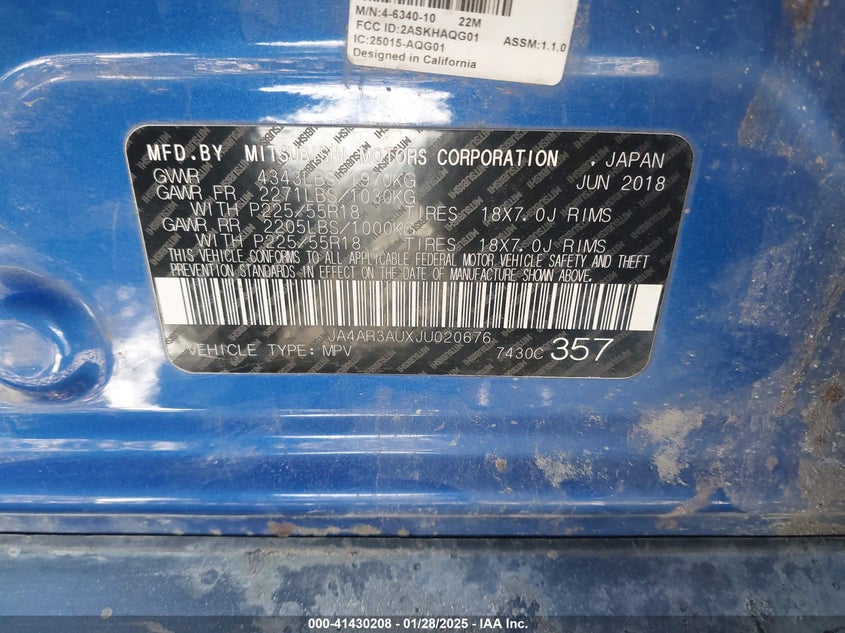 M/N:4-6340-10 22M
FCC ID:2ASKHAQG01
IC:25015-AQG01 ASSM:1.1.0
Designed in California
MFD.BY MITSUBISHI MOTORS CORPORATION , JAPAN
GVWR 4343LBS/1970KG JUN 2018
GAWR FR 2271LBS/1030KG
WITH P225/55R18 TIRES 18X7.0J RIMS
GAWR RR 2205LBS/1000KG
WITH P225/55R18 TIRES 18X7.0J RIMS
THIS VEHICLE CONFORMS TO ALL APPLICABLE FEDERAL MOTOR VEHICLE SAFETY AND THEFT
PREVENTION STANDARDS IN EFFECT ON THE DATE OF MANUFACTURE SHOWN ABOVE.
JA4AR3AUXJU020676
VEHICLE TYPE: MPV 7430C 357
000-41430208 - 01/28/2025 - IAA Inc.